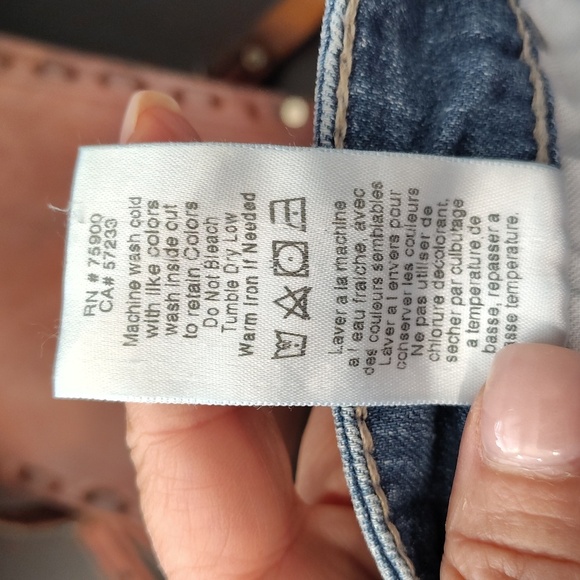 RN # 75900
CA# 57233
Machine wash cold
with like colors
wash inside out
to retain Colors
Do Not Bleach
Tumble Dry Low
Warm Iron If Needed
Laver a la machine
a l eau fraiche, avec
des couleurs semblables
Laver a l envers pour
conserver les couleurs
Ne pas utiliser de
chlorure decolorant,
secher par culbutage
a temperature de
basse, repasser a
asse temperature.